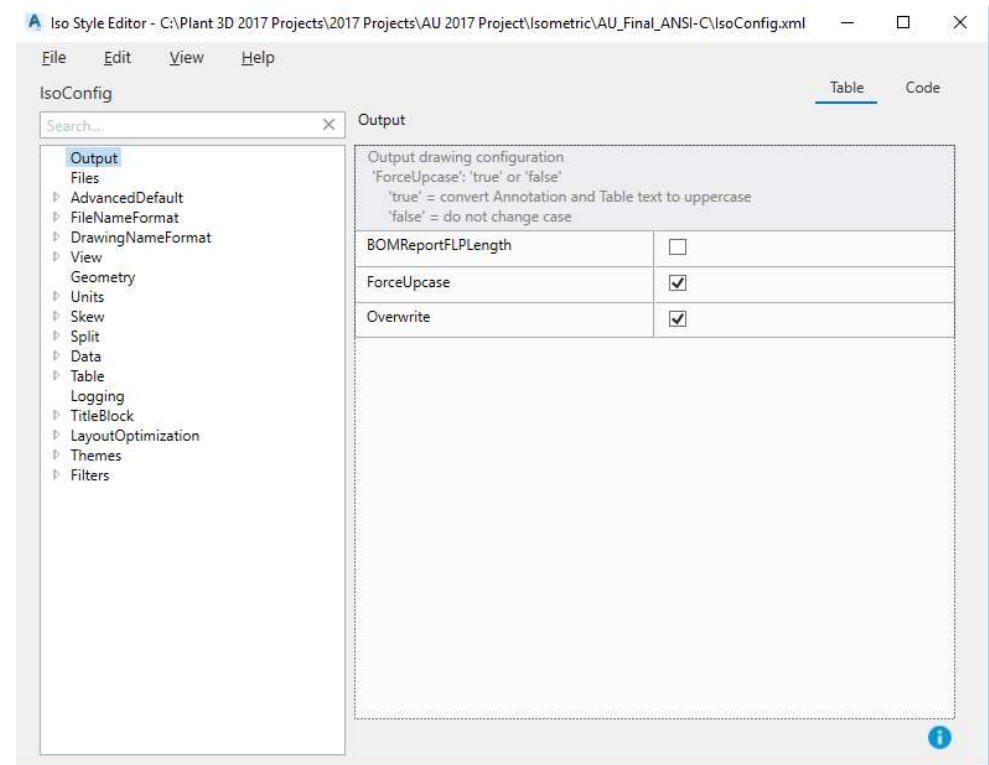 Iso Style Editor - C:\Plant 3D 2017 Projects\2017 Projects\AU 2017 Project\Isometric\AU_Final_ANSI-C\IsoConfig.xml
File Edit View Help
IsoConfig
Table Code
Search...
Output
Output
Files
AdvancedDefault
FileNameFormat
DrawingNameFormat
View
Geometry
Units
Skew
Split
Data
Table
Logging
TitleBlock
LayoutOptimization
Themes
Filters
Output drawing configuration
'ForceUpcase': 'true' or 'false'
'true' = convert Annotation and Table text to uppercase
'false' = do not change case
BOMReportFLPLength
ForceUpcase
Overwrite